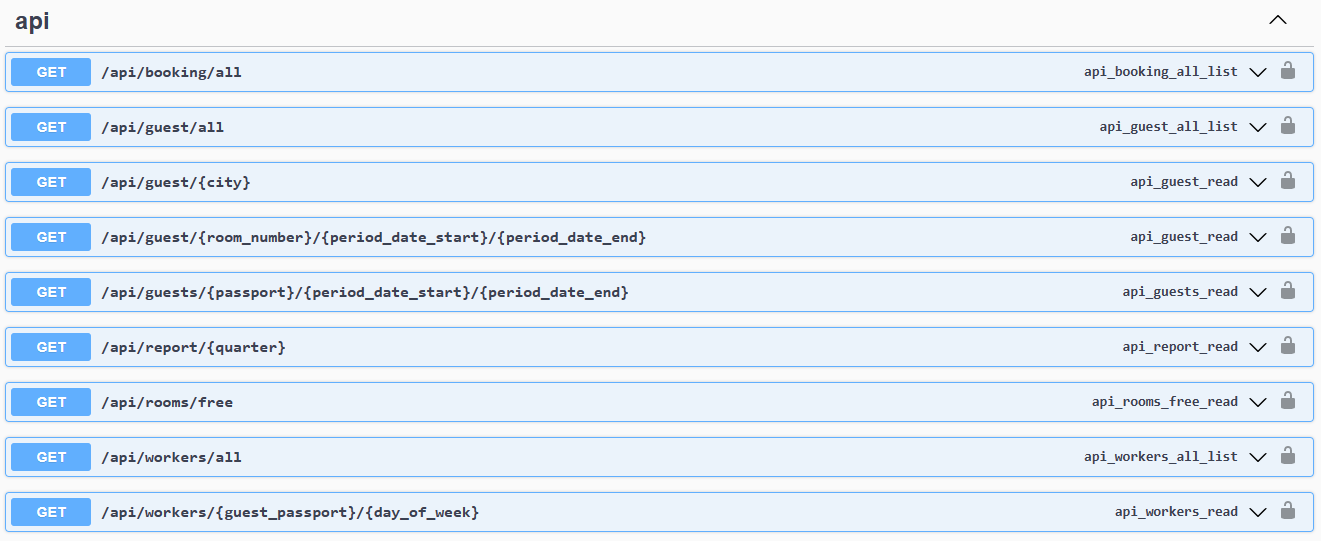 api
GET /api/booking/all api_booking_all_list
GET /api/guest/all api_guest_all_list
GET /api/guest/{city} api_guest_read
GET /api/guest/{room_number}/{period_date_start}/{period_date_end} api_guest_read
GET /api/guests/{passport}/{period_date_start}/{period_date_end} api_guests_read
GET /api/report/{quarter} api_report_read
GET /api/rooms/free api_rooms_free_read
GET /api/workers/all api_workers_all_list
GET /api/workers/{guest_passport}/{day_of_week} api_workers_read